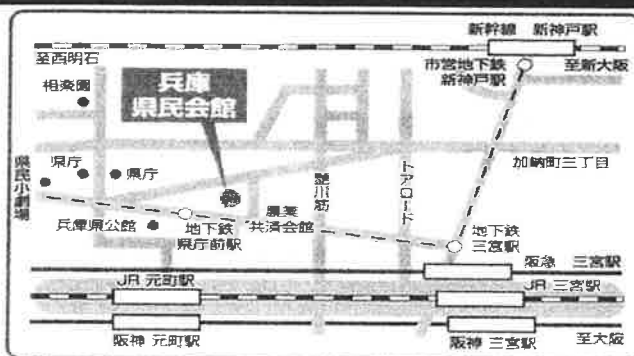 新幹線 新神戸駅
至西明石
市営地下鉄
新神戸駅
至新大阪
相楽園
兵庫
県民会館
加納町三丁目
県庁
県庁
県民小劇場
鯉川筋
トアロード
兵庫県公館
地下鉄
県庁前駅
農業
共済会館
地下鉄
三宮駅
阪急 三宮駅
JR 元町駅
JR 三宮駅
阪神 元町駅
阪神 三宮駅
至大阪